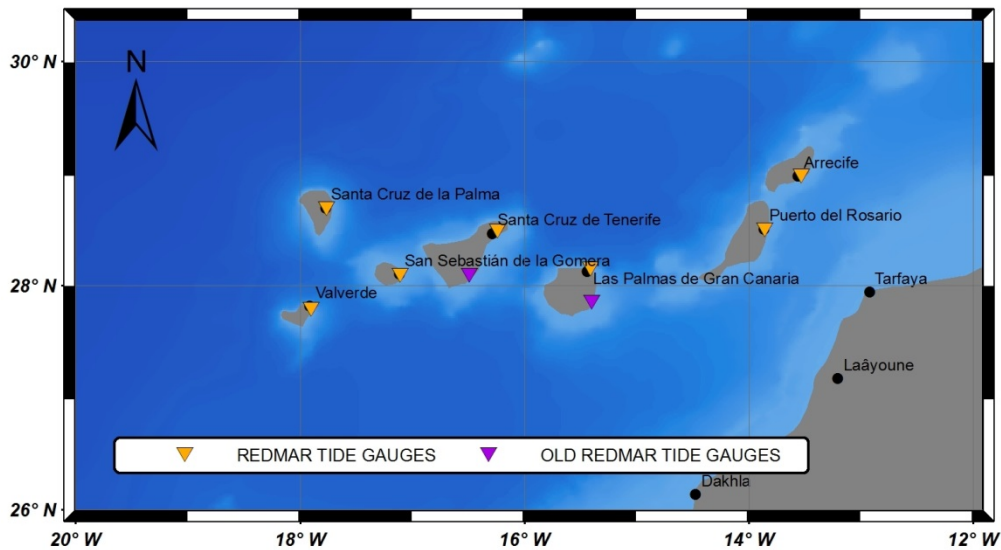 30° N
N
Arrecife
Santa Cruz de la Palma
Puerto del Rosario
Santa Cruz de Tenerife
San Sebastián de la Gomera
Las Palmas de Gran Canaria
28° N
Valverde
Tarfaya
Laâyoune
REDMAR TIDE GAUGES
OLD REDMAR TIDE GAUGES
Dakhla
26° N
20° W
18° W
16° W
14° W
12° W